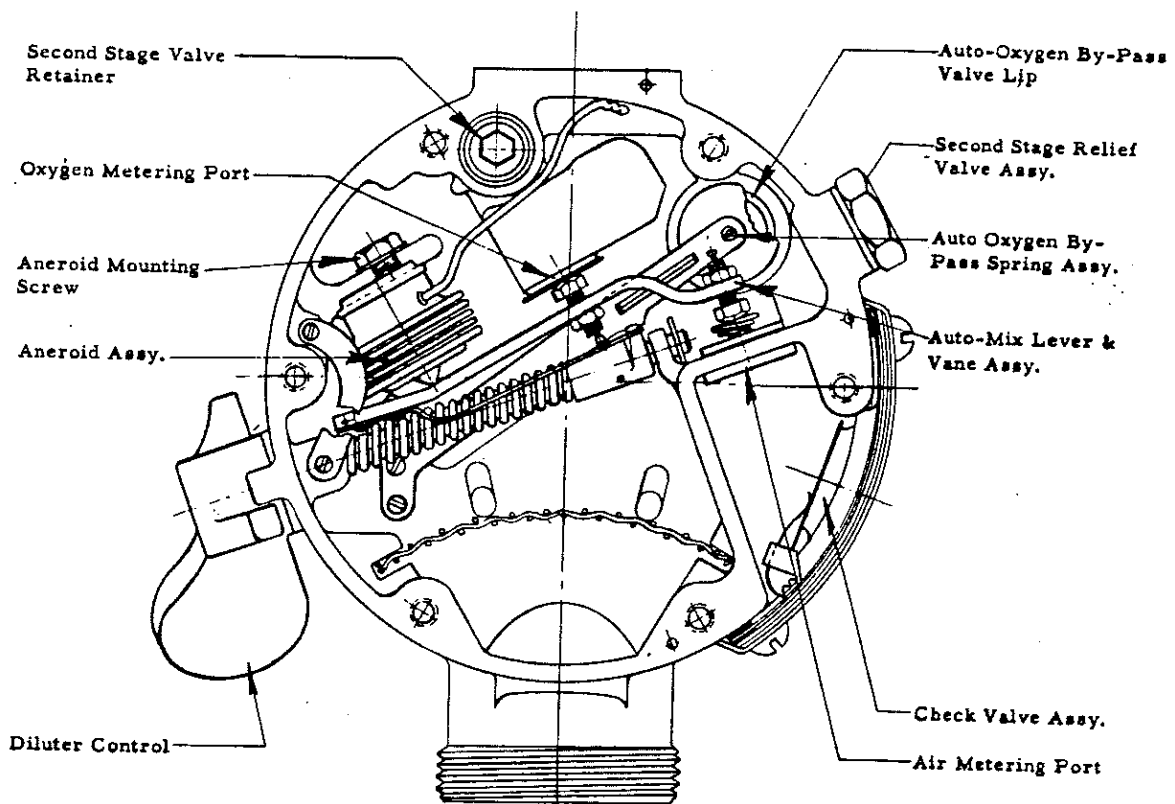 Second Stage Valve
Retainer
Oxygen Metering Port
Aneroid Mounting
Screw
Aneroid Assy.
Diluter Control
Auto-Oxygen By-Pass
Valve Lip
Second Stage Relief
Valve Assy.
Auto Oxygen By-
Pass Spring Assy.
Auto-Mix Lever &
Vane Assy.
Check Valve Assy.
Air Metering Port